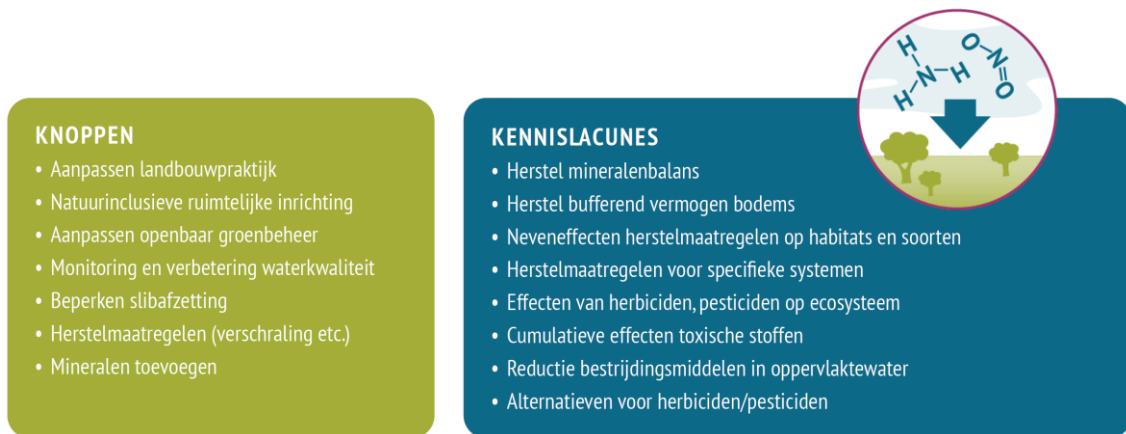 KNOPPEN
• Aanpassen landbouwpraktijk
• Natuurinclusieve ruimtelijke inrichting
• Aanpassen openbaar groenbeheer
• Monitoring en verbetering waterkwaliteit
• Beperken slibafzetting
• Herstelmaatregelen (verschraling etc.)
• Mineralen toevoegen
KENNISLACUNES
• Herstel mineralenbalans
• Herstel bufferend vermogen bodems
• Neveneffecten herstelmaatregelen op habitats en soorten
• Herstelmaatregelen voor specifieke systemen
• Effecten van herbiciden, pesticiden op ecosysteem
• Cumulatieve effecten toxische stoffen
• Reductie bestrijdingsmiddelen in oppervlaktewater
• Alternatieven voor herbiciden/pesticiden
H
H N H
O N O